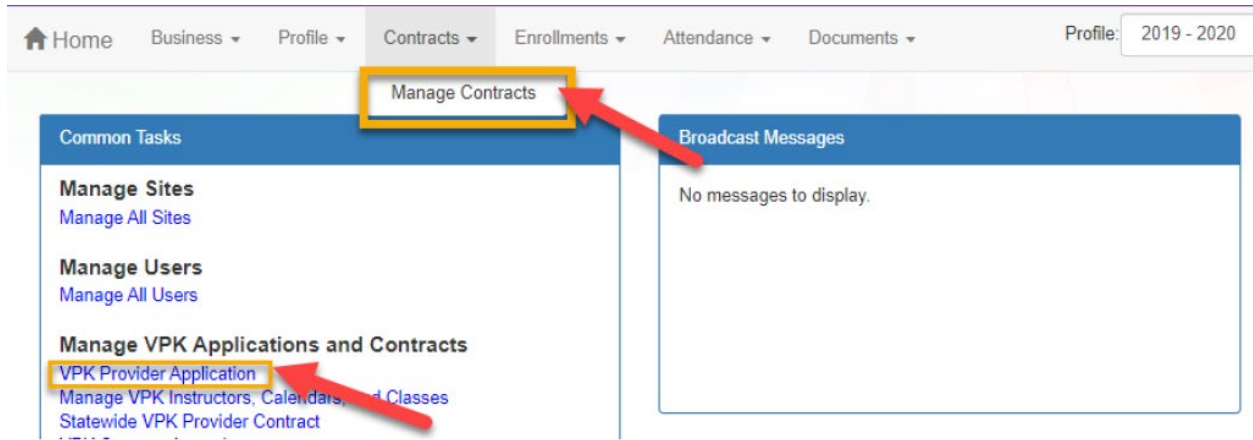 Home Business Profile Contracts Enrollments Attendance Documents Profile: 2019 - 2020
Manage Contracts
Common Tasks
Manage Sites
Manage All Sites
Manage Users
Manage All Users
Manage VPK Applications and Contracts
VPK Provider Application
Manage VPK Instructors, Calendars, and Classes
Statewide VPK Provider Contract
Broadcast Messages
No messages to display.